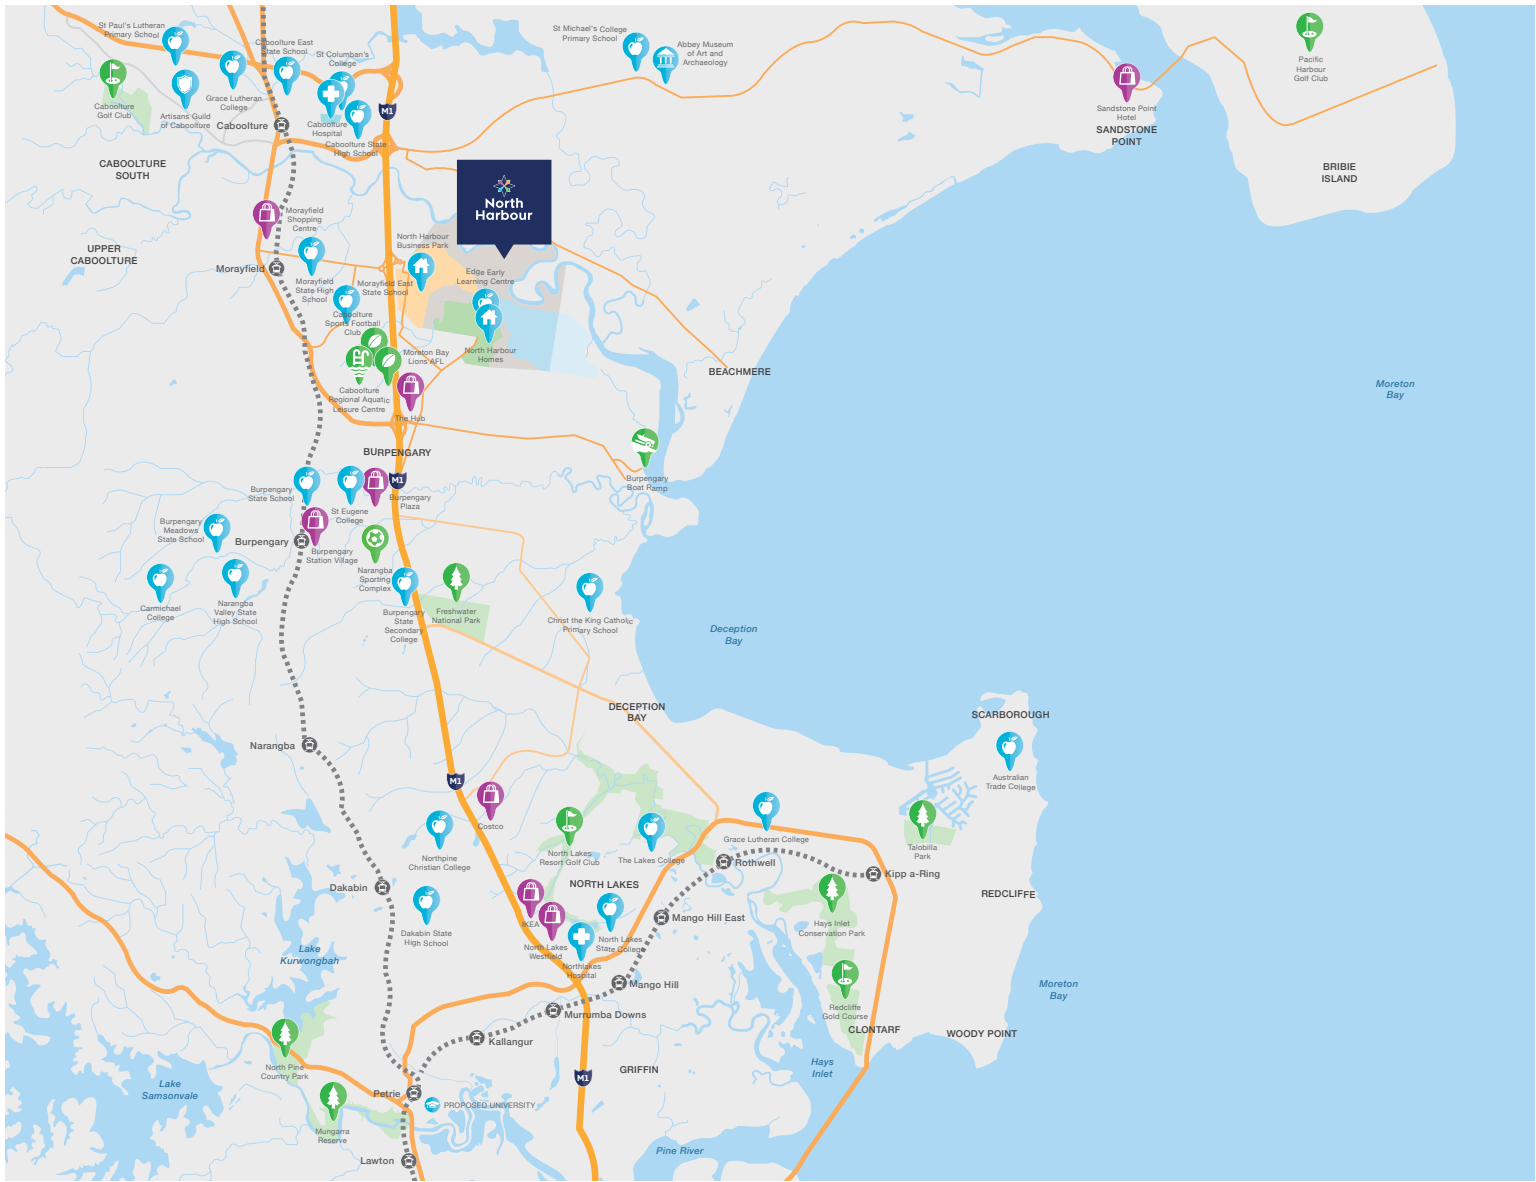 St Paul's Lutheran
Primary School
Caboolture East
State School
St Columban's
College
St Michael's College
Primary School
Abbey Museum
of Art and
Archaeology
Pacific
Harbour
Golf Club
Caboolture
Golf Club
Artisans Guild
of Caboolture
Grace Lutheran
College
Caboolture
Caboolture
Hospital
Caboolture State
High School
M1
Sandstone Point
Hotel
SANDSTONE
POINT
BRIBIE
ISLAND
CABOOLTURE
SOUTH
North
Harbour
Morayfield
Shopping
Centre
UPPER
CABOOLTURE
Morayfield
North Harbour
Business Park
Edge Early
Learning Centre
Morayfield
State High
School
Morayfield East
State School
Caboolture
Sports Football
Club
Moreton Bay
Lions AFL
North Harbour
Homes
Caboolture
Regional Aquatic
Leisure Centre
The Hub
BEACHMERE
Moreton
Bay
BURPENGARY
M1
Burpengary
Boat Ramp
Burpengary
State School
St Eugene
College
Burpengary
Plaza
Burpengary
Meadows
State School
Burpengary
Burpengary
Station Village
Narangba
Sporting
Complex
Carmichael
College
Narangba
Valley State
High School
Burpengary
State
Secondary
College
Freshwater
National Park
Christ the King Catholic
Primary School
Deception
Bay
DECEPTION
BAY
SCARBOROUGH
Narangba
Australian
Trade College
M1
Costco
Northpine
Christian College
North Lakes
Resort Golf Club
The Lakes College
Grace Lutheran College
Talobilla
Park
Rothwell
Kipp a-Ring
Dakabin
NORTH LAKES
REDCLIFFE
IKEA
Mango Hill East
Hays Inlet
Conservation Park
Dakabin State
High School
North Lakes
Westfield
North Lakes
State College
Northlakes
Hospital
Lake
Kurwongbah
Mango Hill
Moreton
Bay
Redcliffe
Gold Course
Murrumba Downs
CLONTARF
WOODY POINT
Kallangur
North Pine
Country Park
Hays
Inlet
GRIFFIN
M1
Lake
Samsonvale
Petrie
PROPOSED UNIVERSITY
Mungarra
Reserve
Pine River
Lawton